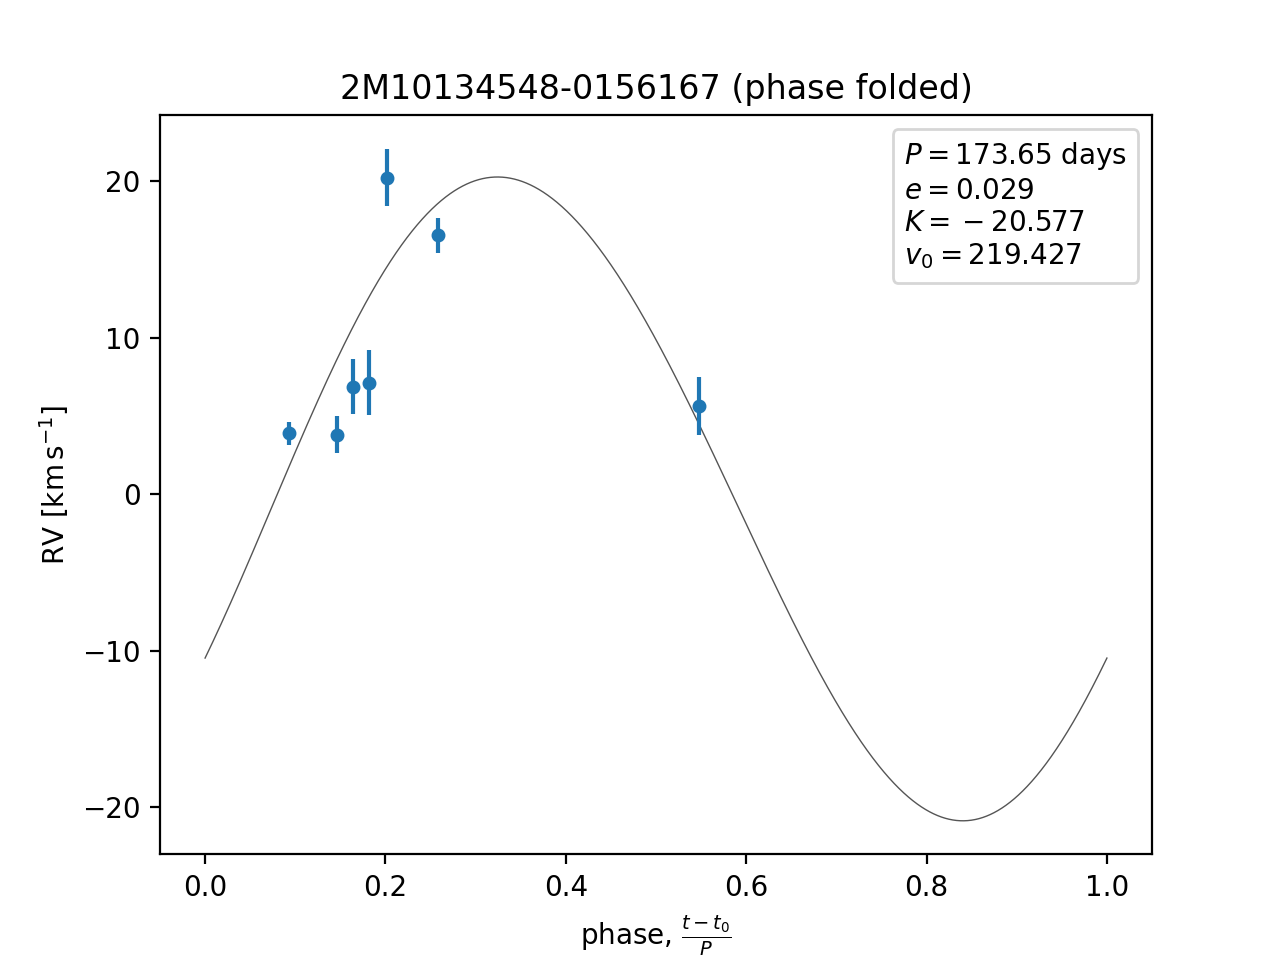 2M10134548-0156167 (phase folded)
P = 173.65 days
e = 0.029
K = −20.577
v₀ = 219.427
RV [km s⁻¹]
20
10
0
−10
−20
0.0 0.2 0.4 0.6 0.8 1.0
phase, (t − t₀)/P